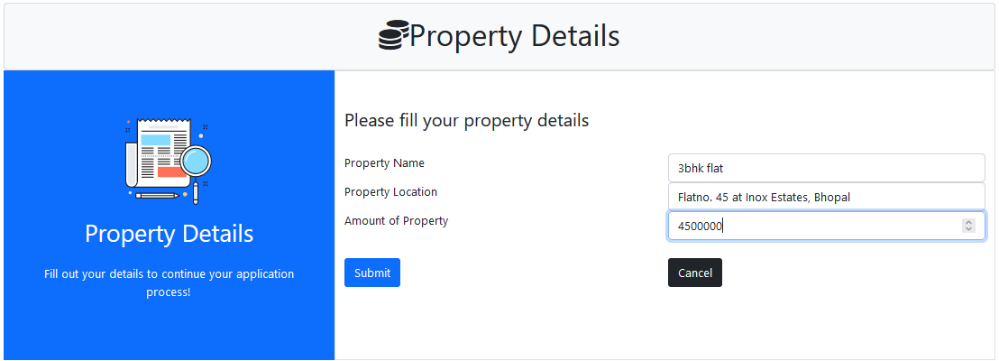 Property Details
Property Details
Fill out your details to continue your application
process!
Please fill your property details
Property Name
3bhk flat
Property Location
Flatno. 45 at Inox Estates, Bhopal
Amount of Property
4500000
Submit
Cancel